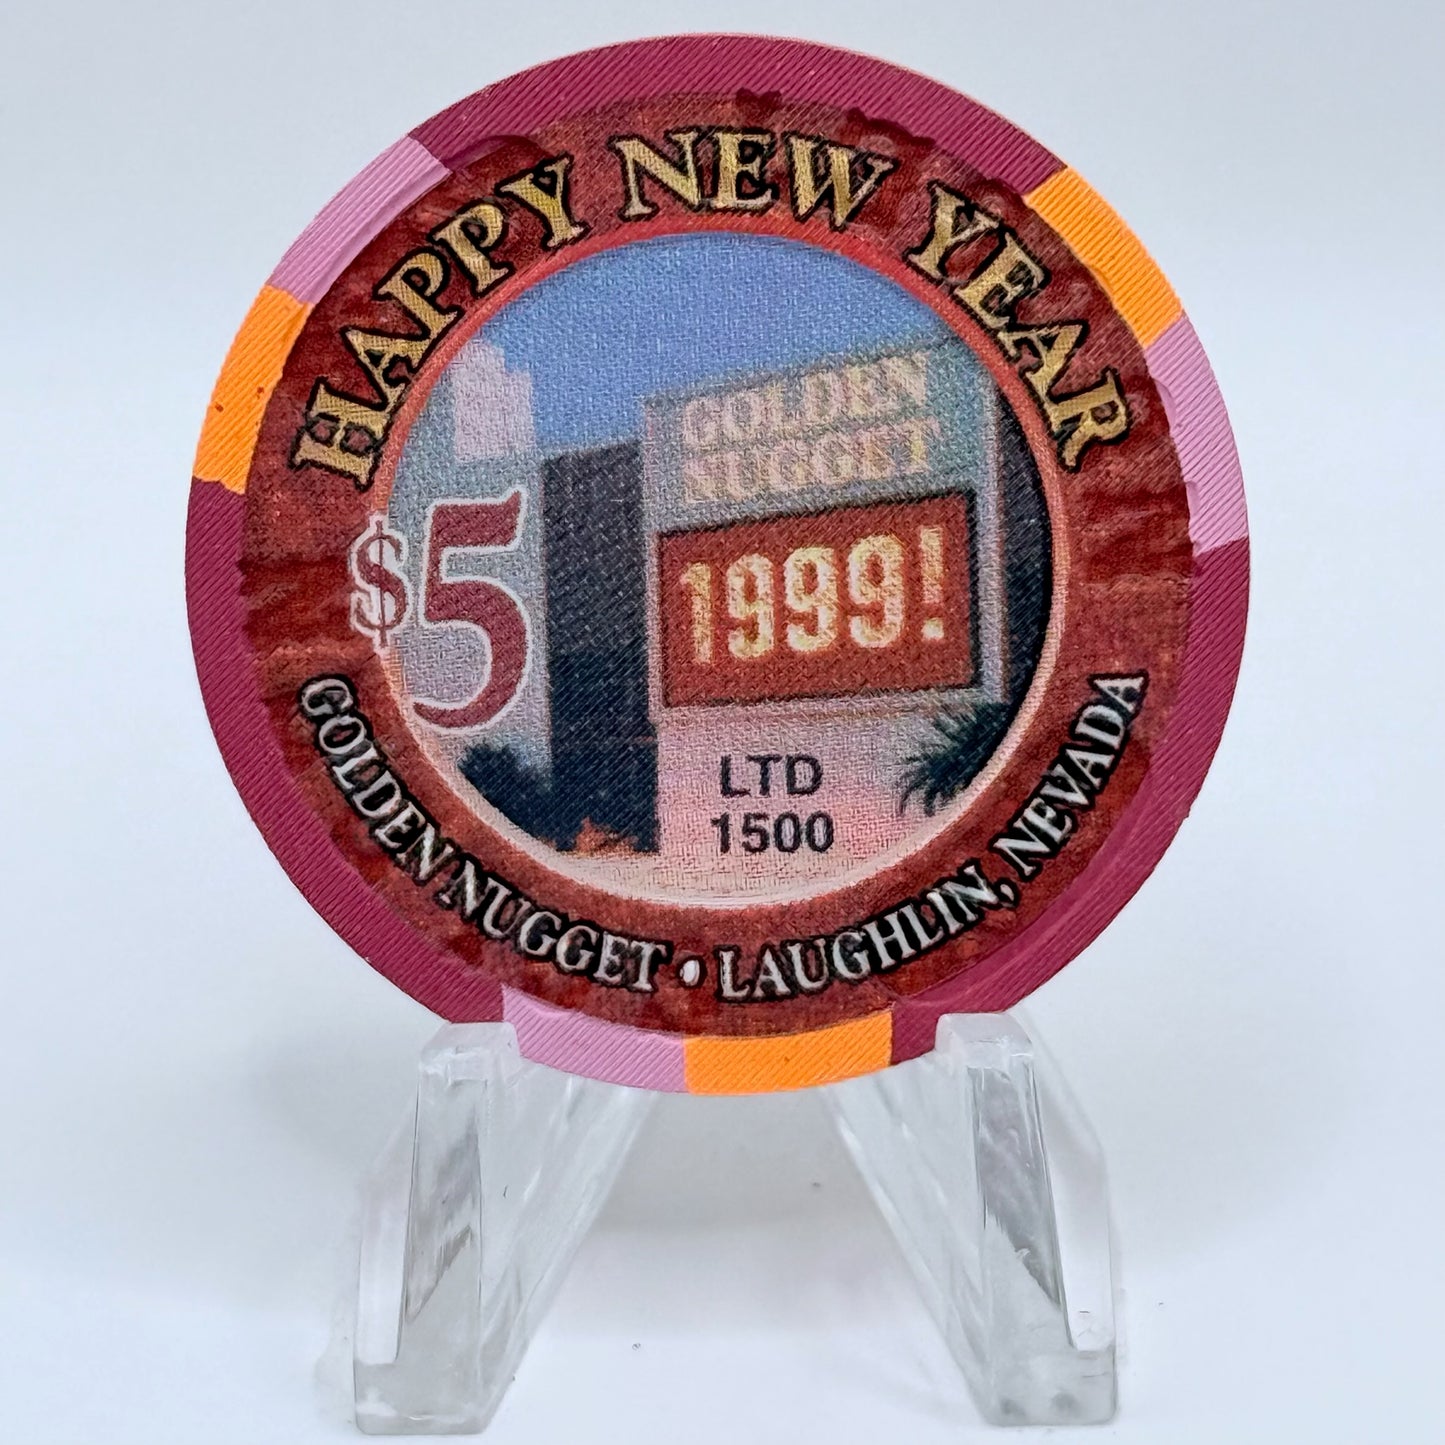 HAPPY NEW YEAR
GOLDEN
NUGGET
1999!
$5
LTD
1500
GOLDEN NUGGET • LAUGHLIN, NEVADA